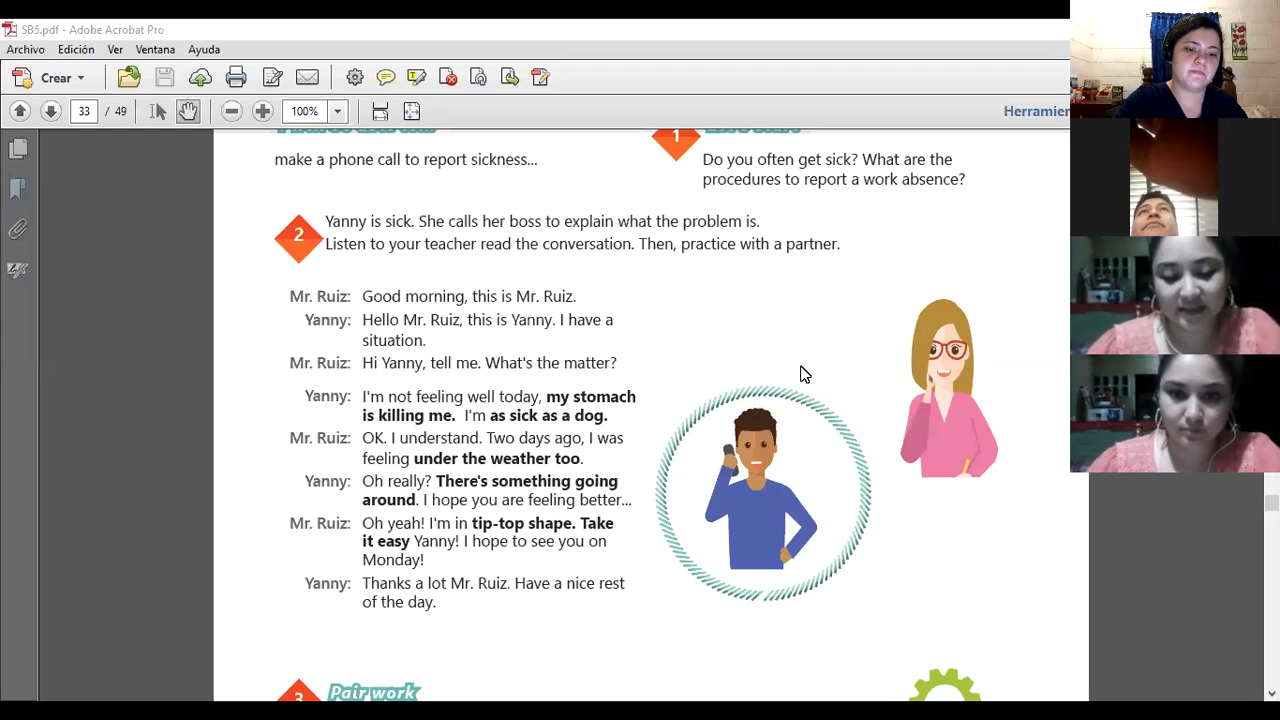 SB5.pdf - Adobe Acrobat Pro
Archivo Edición Ver Ventana Ayuda
Crear
33 / 49
100%
Herramier
1
make a phone call to report sickness...
Do you often get sick? What are the
procedures to report a work absence?
2
Yanny is sick. She calls her boss to explain what the problem is.
Listen to your teacher read the conversation. Then, practice with a partner.
Mr. Ruiz: Good morning, this is Mr. Ruiz.
Yanny: Hello Mr. Ruiz, this is Yanny. I have a
situation.
Mr. Ruiz: Hi Yanny, tell me. What's the matter?
Yanny: I'm not feeling well today, my stomach
is killing me. I'm as sick as a dog.
Mr. Ruiz: OK. I understand. Two days ago, I was
feeling under the weather too.
Yanny: Oh really? There's something going
around. I hope you are feeling better...
Mr. Ruiz: Oh yeah! I'm in tip-top shape. Take
it easy Yanny! I hope to see you on
Monday!
Yanny: Thanks a lot Mr. Ruiz. Have a nice rest
of the day.
3
Pair work